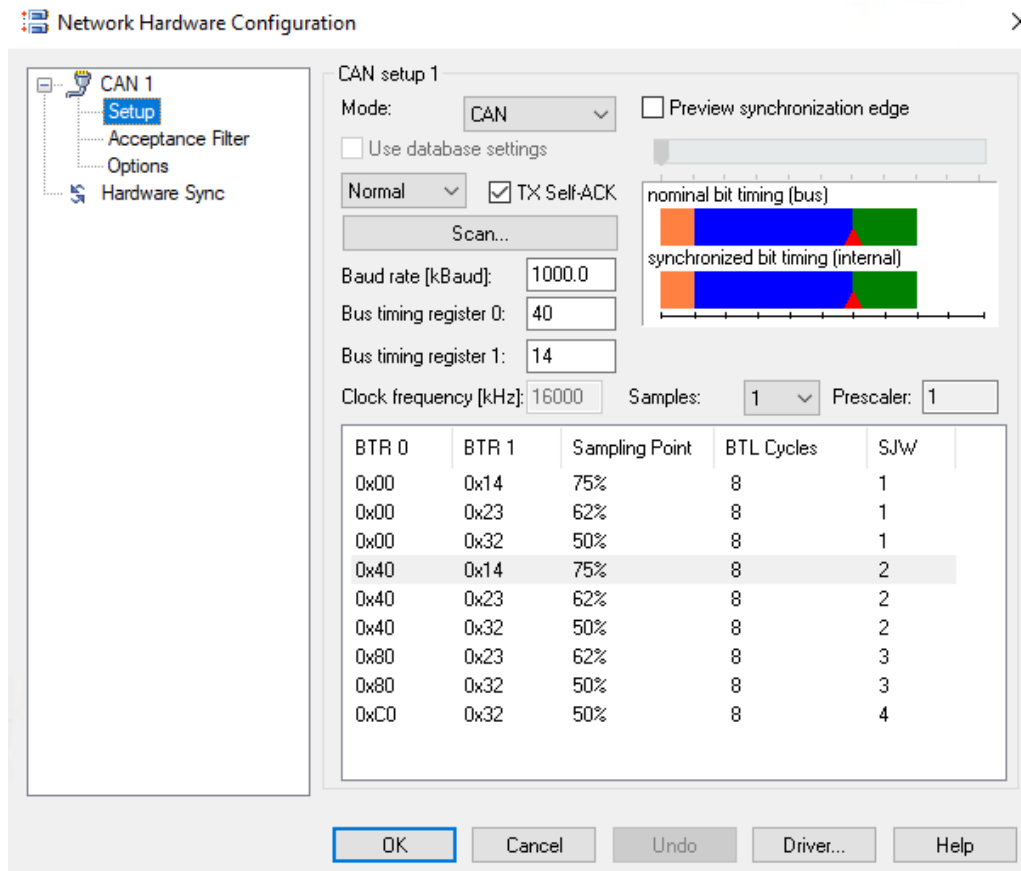 Network Hardware Configuration
CAN 1
Setup
Acceptance Filter
Options
Hardware Sync
CAN setup 1
Mode: CAN
Preview synchronization edge
Use database settings
Normal TX Self-ACK
Scan...
nominal bit timing (bus)
synchronized bit timing (internal)
Baud rate [kBaud]: 1000.0
Bus timing register 0: 40
Bus timing register 1: 14
Clock frequency [kHz]: 16000 Samples: 1 Prescaler: 1
BTR 0 BTR 1 Sampling Point BTL Cycles SJW
0x00 0x14 75% 8 1
0x00 0x23 62% 8 1
0x00 0x32 50% 8 1
0x40 0x14 75% 8 2
0x40 0x23 62% 8 2
0x40 0x32 50% 8 2
0x80 0x23 62% 8 3
0x80 0x32 50% 8 3
0xC0 0x32 50% 8 4
OK Cancel Undo Driver... Help